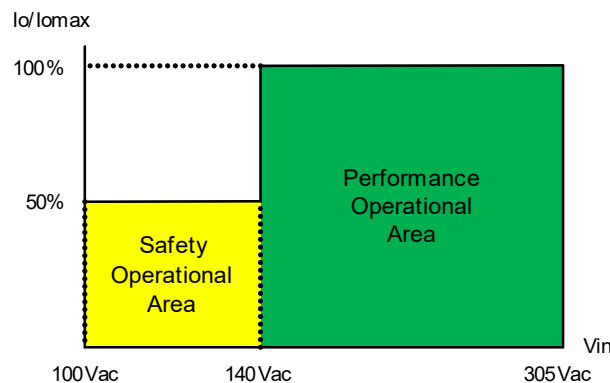 Io/Iomax
100%
50%
Performance
Operational
Area
Safety
Operational
Area
Vin
100Vac
140Vac
305Vac